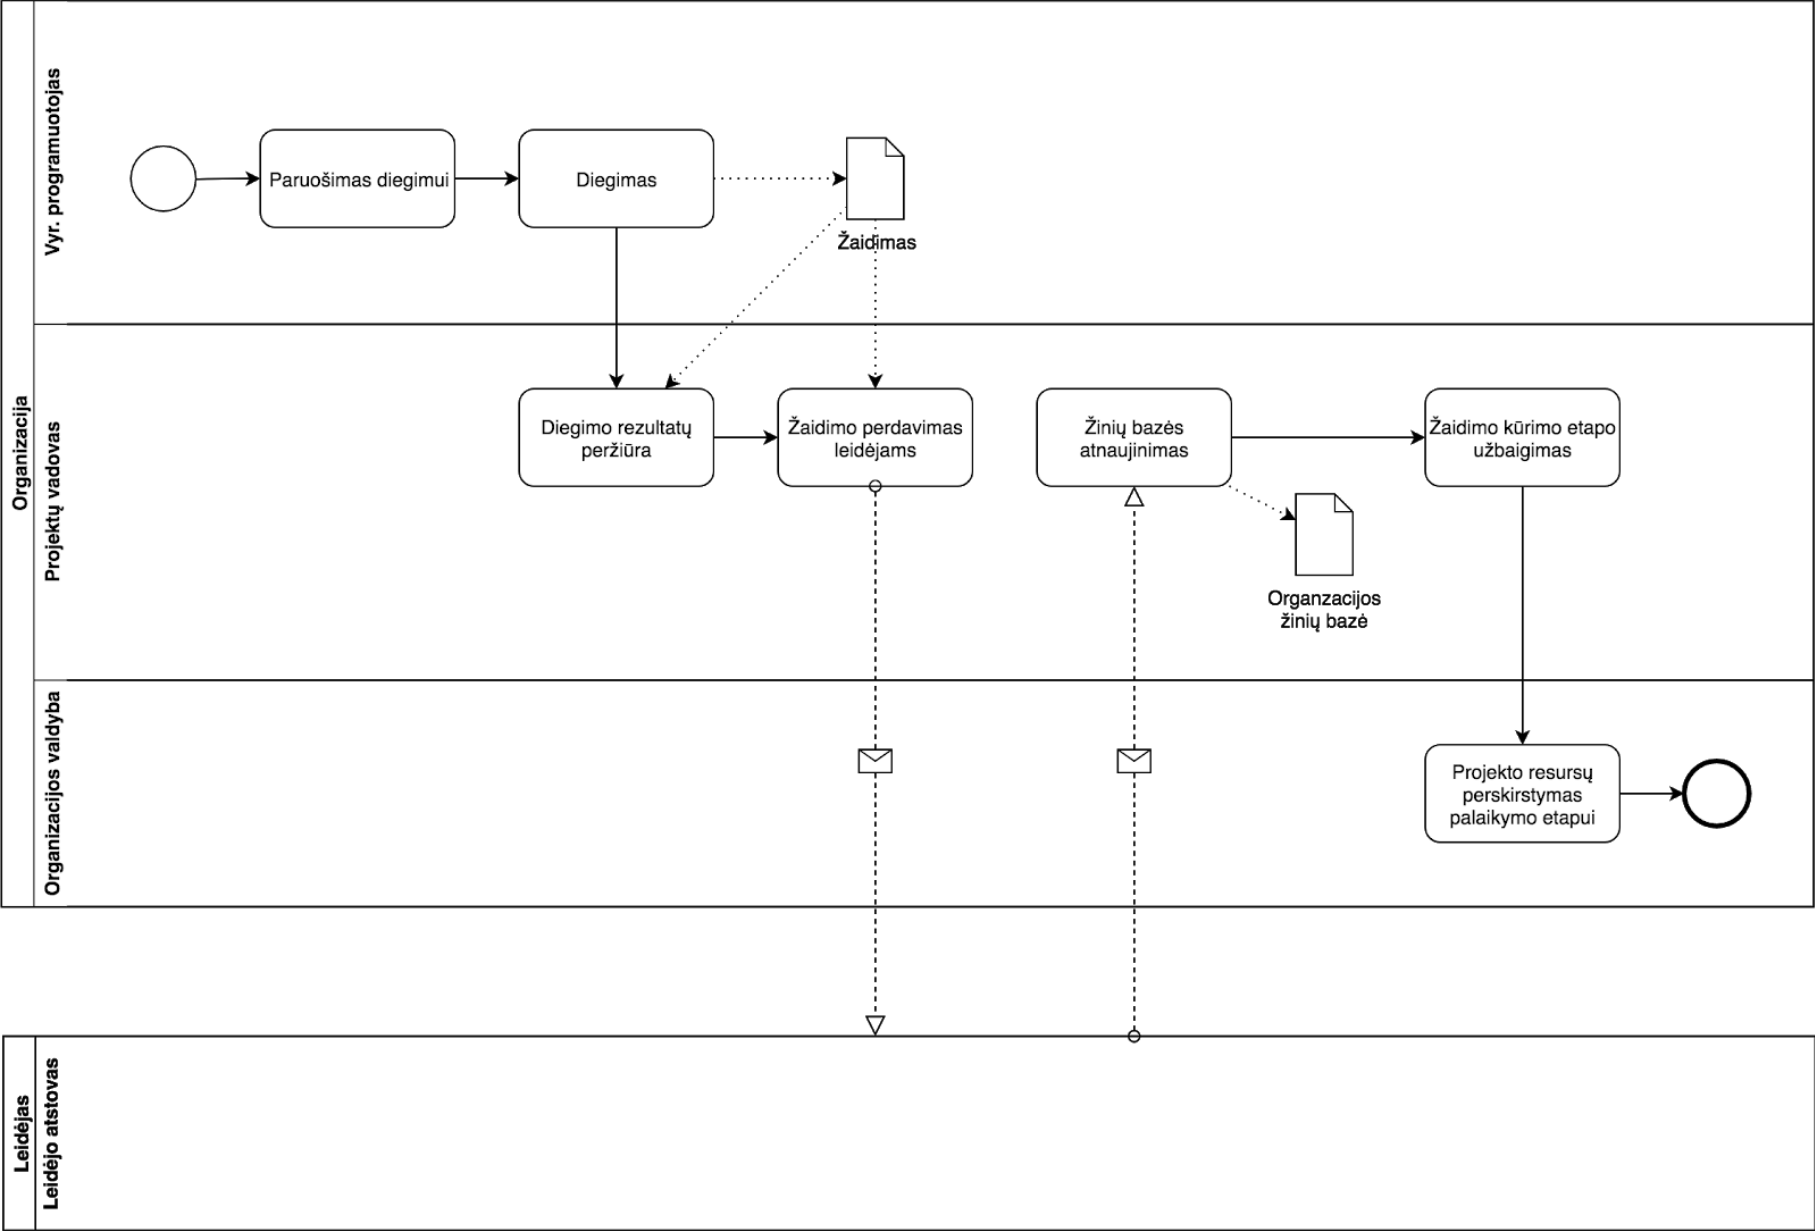 Organizacija
Vyr. programuotojas
Paruošimas diegimui
Diegimas
Žaidimas
Projektų vadovas
Diegimo rezultatų
peržiūra
Žaidimo perdavimas
leidėjams
Žinių bazės
atnaujinimas
Žaidimo kūrimo etapo
užbaigimas
Organzacijos
žinių bazė
Organizacijos valdyba
Projekto resursų
perskirstymas
palaikymo etapui
Leidėjas
Leidėjo atstovas